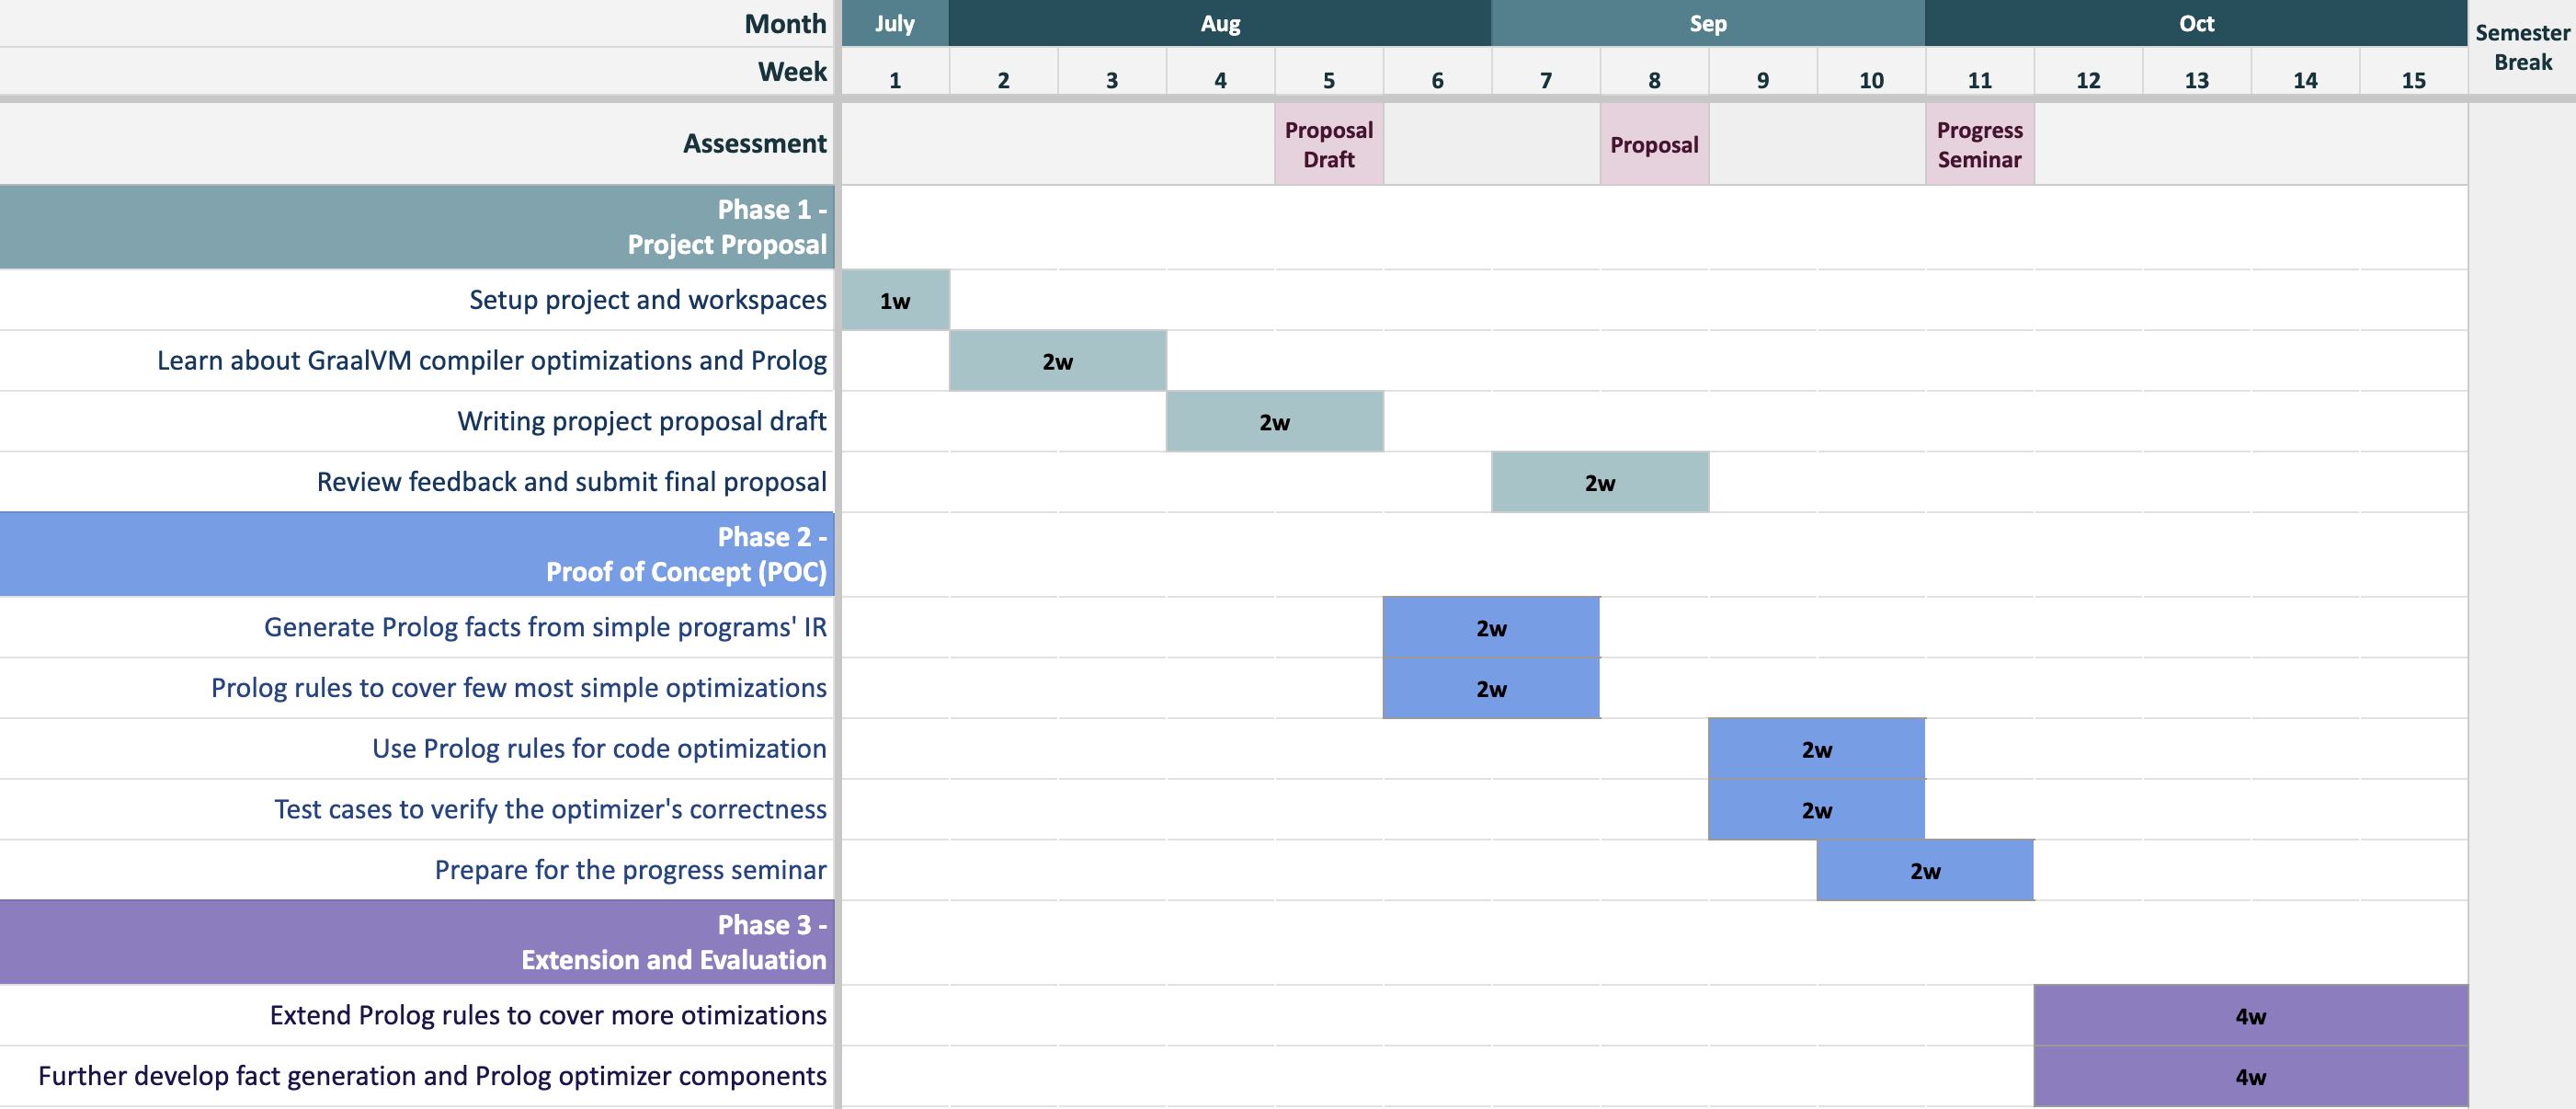 Month July Aug Sep Oct Semester
Break
Week 1 2 3 4 5 6 7 8 9 10 11 12 13 14 15
Assessment
Proposal
Draft
Proposal
Progress
Seminar
Phase 1 -
Project Proposal
Setup project and workspaces 1w
Learn about GraalVM compiler optimizations and Prolog 2w
Writing propject proposal draft 2w
Review feedback and submit final proposal 2w
Phase 2 -
Proof of Concept (POC)
Generate Prolog facts from simple programs' IR 2w
Prolog rules to cover few most simple optimizations 2w
Use Prolog rules for code optimization 2w
Test cases to verify the optimizer's correctness 2w
Prepare for the progress seminar 2w
Phase 3 -
Extension and Evaluation
Extend Prolog rules to cover more otimizations 4w
Further develop fact generation and Prolog optimizer components 4w